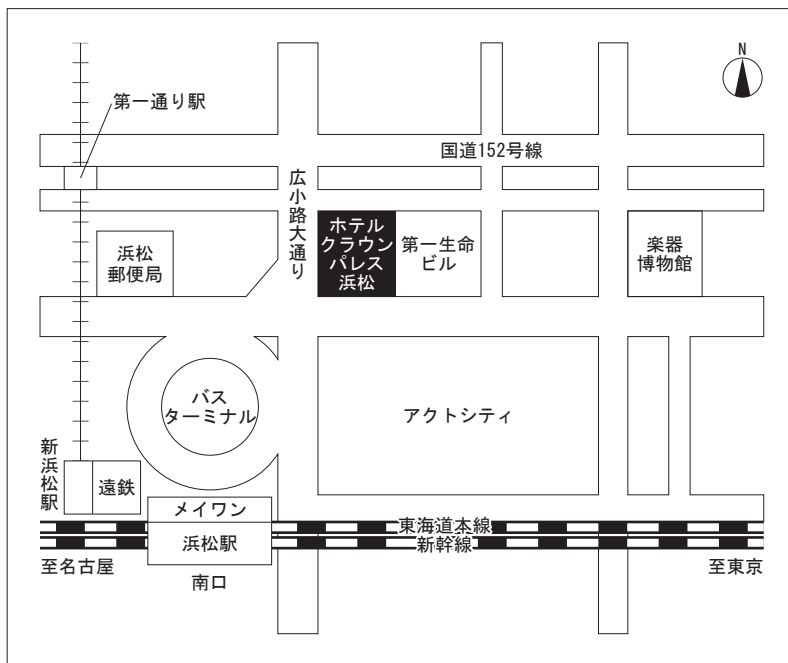 N
第一通り駅
国道152号線
広小路大通り
ホテル
クラウン
パレス
浜松
第一生命
ビル
楽器
博物館
浜松
郵便局
バス
ターミナル
アクトシティ
新浜松駅
遠鉄
メイワン
東海道本線
浜松駅
新幹線
至名古屋
至東京
南口